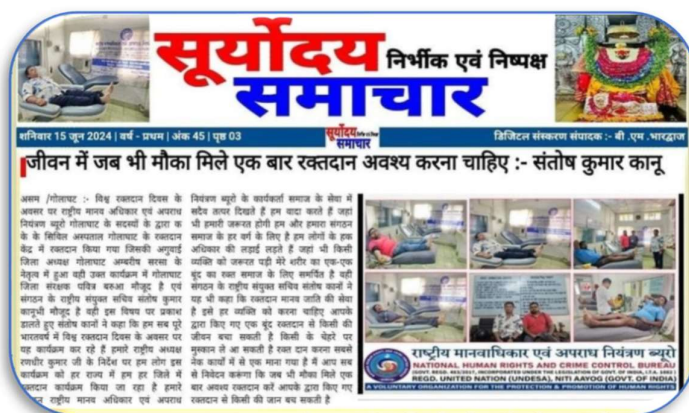 सूर्योदय
समाचार
निर्भीक एवं निष्पक्ष
शनिवार 15 जून 2024 | वर्ष - प्रथम | अंक 45 | पृष्ठ 03
सूर्योदय
समाचार
डिजिटल संस्करण संपादक :- बी .एम .भारद्वाज
जीवन में जब भी मौका मिले एक बार रक्तदान अवश्य करना चाहिए :- संतोष कुमार कानू
असम /गोलाघाट :- विश्व रक्तदान दिवस के
अवसर पर राष्ट्रीय मानव अधिकार एवं अपराध
नियंत्रण ब्यूरो गोलाघाट के सदस्यों के द्वारा क
के के सिविल अस्पताल गोलाघाट के रक्तदान
केंद्र में रक्तदान किया गया जिसकी अगुवाई
जिला अध्यक्ष गोलाघाट अम्बरीष सरसा के
नेतृत्व में हुआ वही उक्त कार्यक्रम में गोलाघाट
जिला संरक्षक पवित्र बरुआ मौजूद है एवं
संगठन के राष्ट्रीय संयुक्त सचिव संतोष कुमार
कानूभी मौजूद है वही इस विषय पर प्रकाश
डालते हुए संतोष कानों ने कहा कि हम सब पूरे
भारतवर्ष में विश्व रक्तदान दिवस के अवसर पर
यह कार्यक्रम कर रहे हैं हमारे राष्ट्रीय अध्यक्ष
रणधीर कुमार जी के निर्देश पर हम लोग इस
कार्यक्रम को हर राज्य में हम हर जिले में
रक्तदान कार्यक्रम किया जा रहा है हमारे
राष्ट्रीय मानव अधिकार एवं अपराध
नियंत्रण ब्यूरो के कार्यकर्ता समाज के सेवा में
सदैव तत्पर दिखते हैं हम वादा करते हैं जहां
भी हमारी जरूरत होगी हम और हमारा संगठन
समाज के हर वर्ग के लिए है हम लोगों के हक
अधिकार की लड़ाई लड़ते हैं जहां भी किसी
व्यक्ति को जरूरत पड़ी मेरे शरीर का एक-एक
बूंद का रक्त समाज के लिए समर्पित है वहीं
संगठन के राष्ट्रीय संयुक्त सचिव संतोष कानों ने
यह भी कहा कि रक्तदान मानव जाति की सेवा
है इसे हर व्यक्ति को करना चाहिए आपके
द्वारा किए गए एक बूंद रक्तदान से किसी की
जीवन बचा सकती है किसी के चेहरे पर
मुस्कान ले आ सकती है रक्त दान करना सबसे
नेक कार्यों में से एक माना गया है मैं आप सब
से निवेदन करूंगा कि जब भी मौका मिले एक
बार अवश्य रक्तदान करें आपके द्वारा किए गए
रक्तदान से किसी की जान बच सकती है
राष्ट्रीय मानवाधिकार एवं अपराध नियंत्रण ब्यूरो
NATIONAL HUMAN RIGHTS AND CRIME CONTROL BUREAU
REGD. UNITED NATION (UNDESA), NITI AAYOG (GOVT. OF INDIA)
A VOLUNTARY ORGANIZATION FOR THE PROTECTION & PROMOTION OF HUMAN RIGHTS